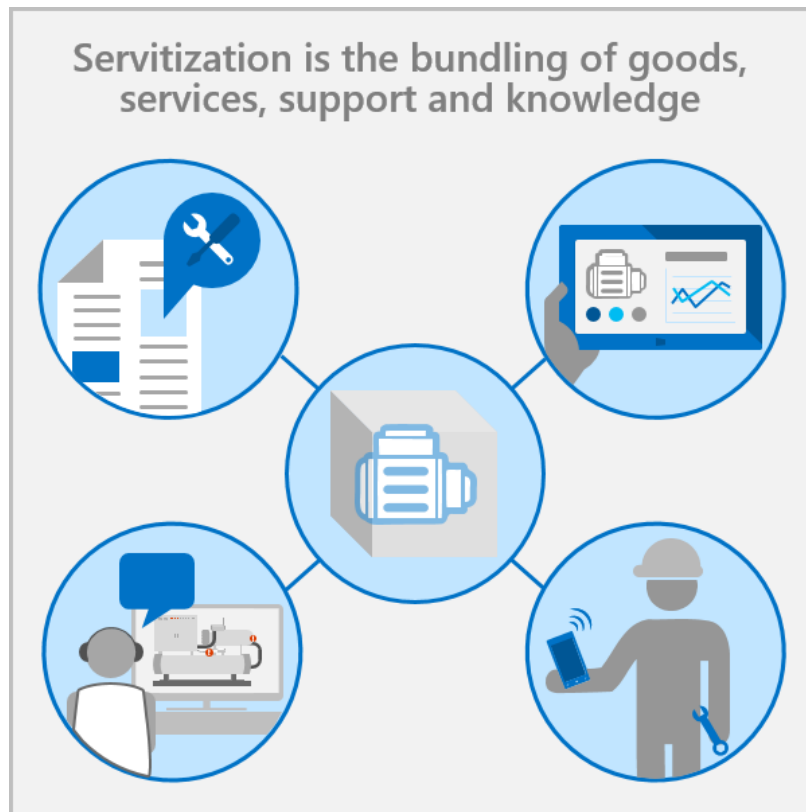 Servitization is the bundling of goods,
services, support and knowledge